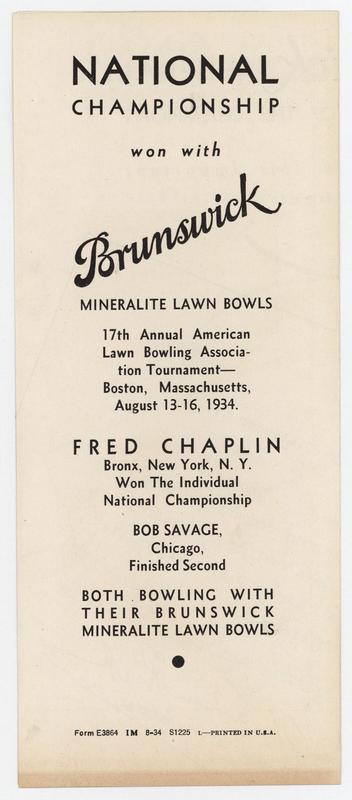 NATIONAL
CHAMPIONSHIP
won with
Brunswick
MINERALITE LAWN BOWLS
17th Annual American
Lawn Bowling Associa-
tion Tournament—
Boston, Massachusetts,
August 13-16, 1934.
FRED CHAPLIN
Bronx, New York, N. Y.
Won The Individual
National Championship
BOB SAVAGE,
Chicago,
Finished Second
BOTH BOWLING WITH
THEIR BRUNSWICK
MINERALITE LAWN BOWLS
Form E3864 1M 8-34 S1225 L—PRINTED IN U.S.A.